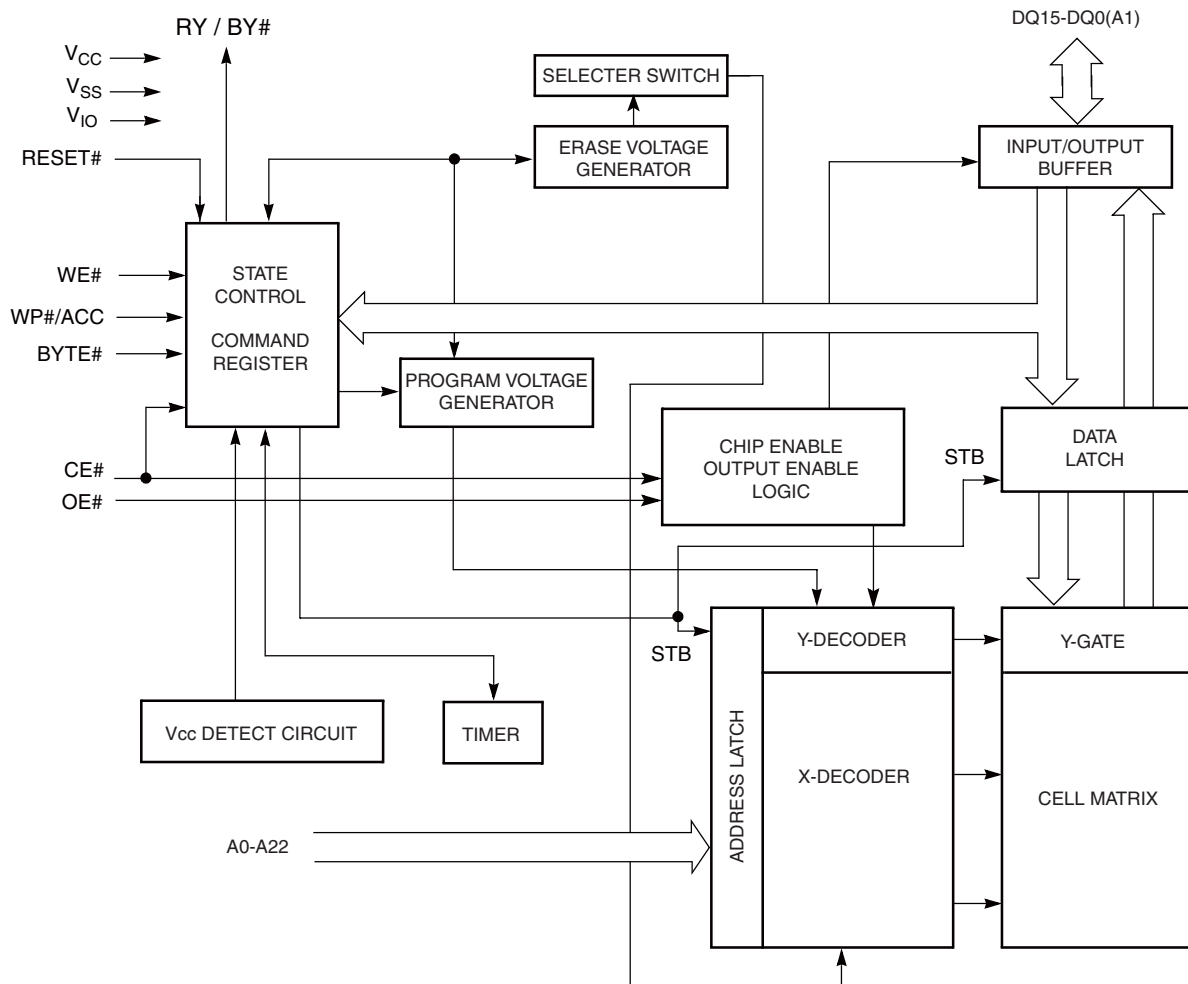 RY / BY#
DQ15-DQ0(A1)
VCC
VSS
VIO
SELECTER SWITCH
ERASE VOLTAGE
GENERATOR
INPUT/OUTPUT
BUFFER
RESET#
WE#
WP#/ACC
BYTE#
STATE
CONTROL
COMMAND
REGISTER
PROGRAM VOLTAGE
GENERATOR
CE#
OE#
CHIP ENABLE
OUTPUT ENABLE
LOGIC
STB
DATA
LATCH
STB
ADDRESS LATCH
Y-DECODER
Y-GATE
Vcc DETECT CIRCUIT
TIMER
X-DECODER
CELL MATRIX
A0-A22